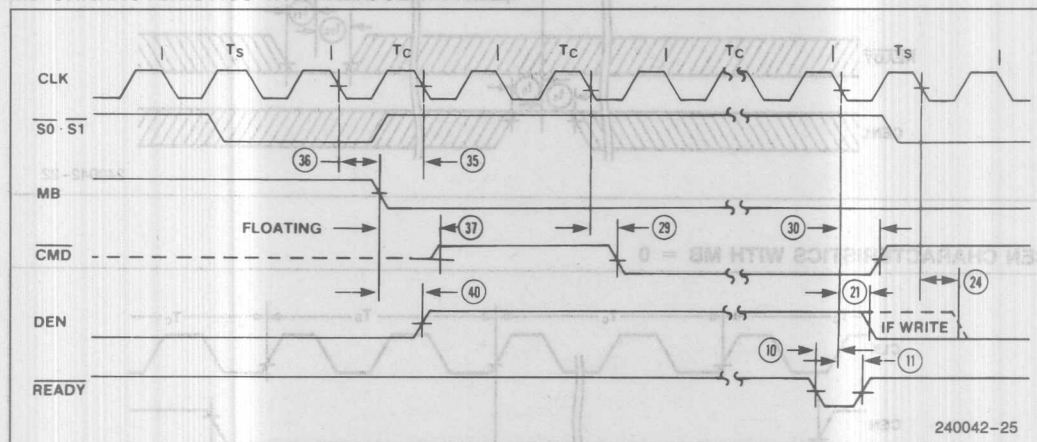 I TS I TC I TC I TC I TS I
CLK
S0 · S1
36 35
MB
FLOATING 37 29 30
CMD
40 21 24
DEN IF WRITE
10 11
READY
240042-25